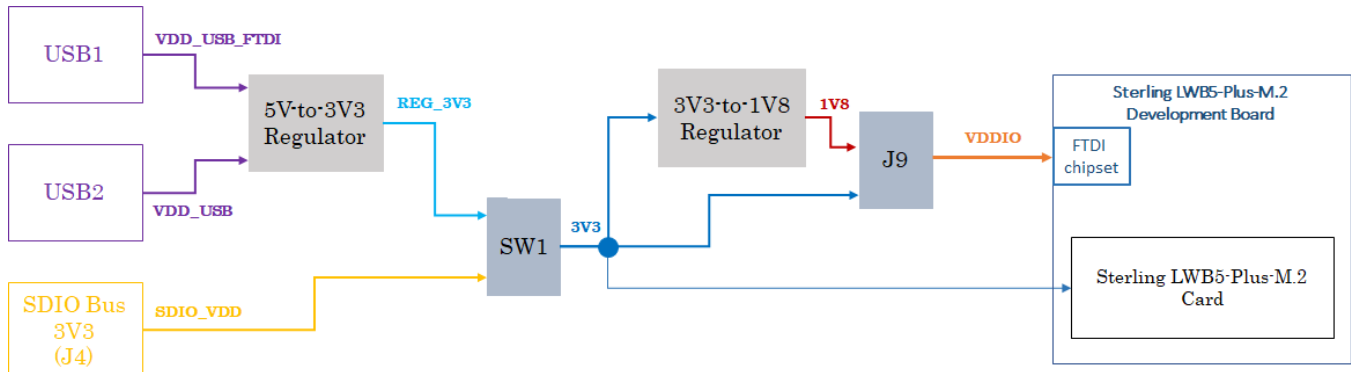 USB1
VDD_USB_FTDI
5V-to-3V3
Regulator
REG_3V3
USB2
VDD_USB
SDIO Bus
3V3
(J4)
SDIO_VDD
SW1
3V3
3V3-to-1V8
Regulator
1V8
J9
VDDIO
Sterling LWB5-Plus-M.2
Development Board
FTDI
chipset
Sterling LWB5-Plus-M.2
Card